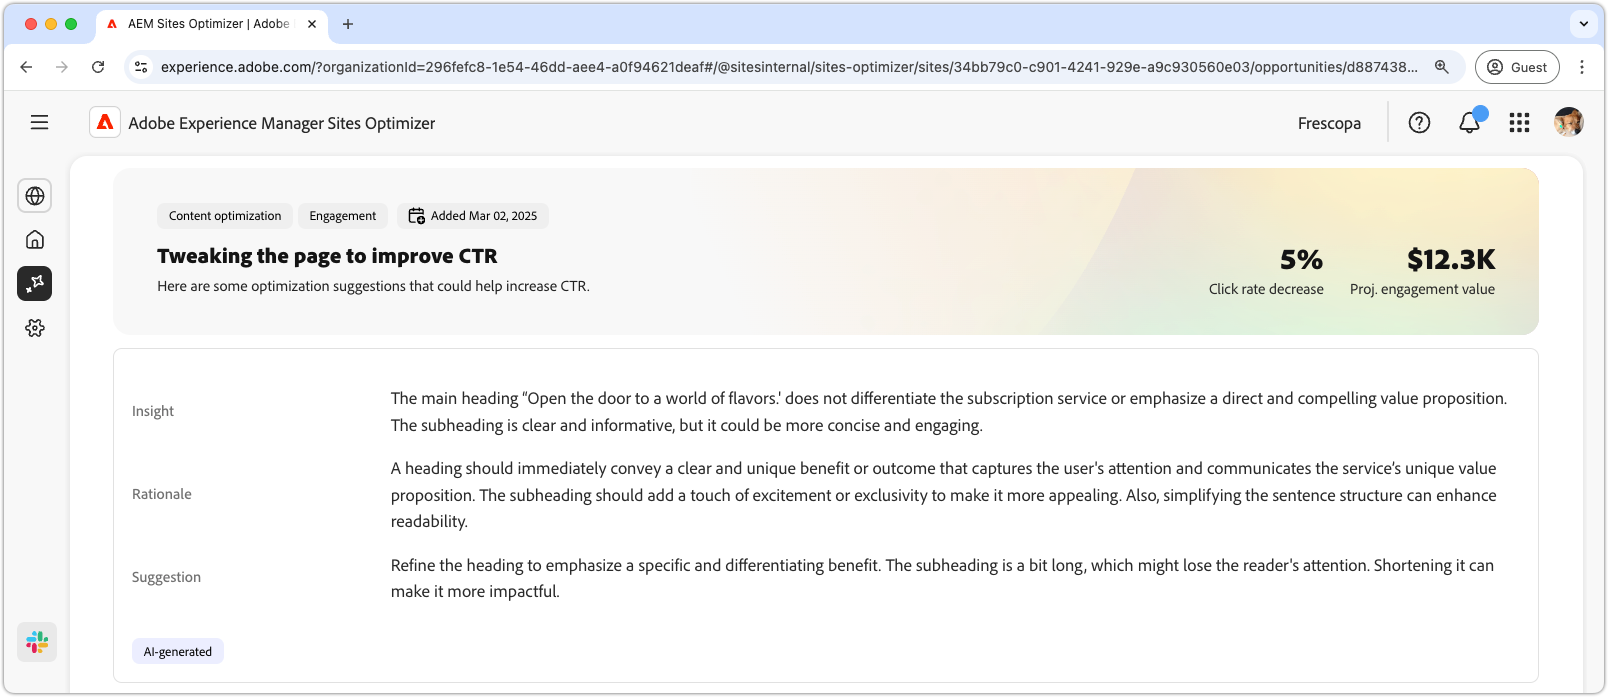 AEM Sites Optimizer | Adobe
experience.adobe.com/?organizationId=296fefc8-1e54-46dd-aee4-a0f94621deaf#/@sitesinternal/sites-optimizer/sites/34bb79c0-c901-4241-929e-a9c930560e03/opportunities/d887438...
Guest
Adobe Experience Manager Sites Optimizer
Frescopa
Content optimization
Engagement
Added Mar 02, 2025
Tweaking the page to improve CTR
Here are some optimization suggestions that could help increase CTR.
5%
Click rate decrease
$12.3K
Proj. engagement value
Insight
The main heading “Open the door to a world of flavors.' does not differentiate the subscription service or emphasize a direct and compelling value proposition.
The subheading is clear and informative, but it could be more concise and engaging.
Rationale
A heading should immediately convey a clear and unique benefit or outcome that captures the user's attention and communicates the service's unique value
proposition. The subheading should add a touch of excitement or exclusivity to make it more appealing. Also, simplifying the sentence structure can enhance
readability.
Suggestion
Refine the heading to emphasize a specific and differentiating benefit. The subheading is a bit long, which might lose the reader's attention. Shortening it can
make it more impactful.
AI-generated